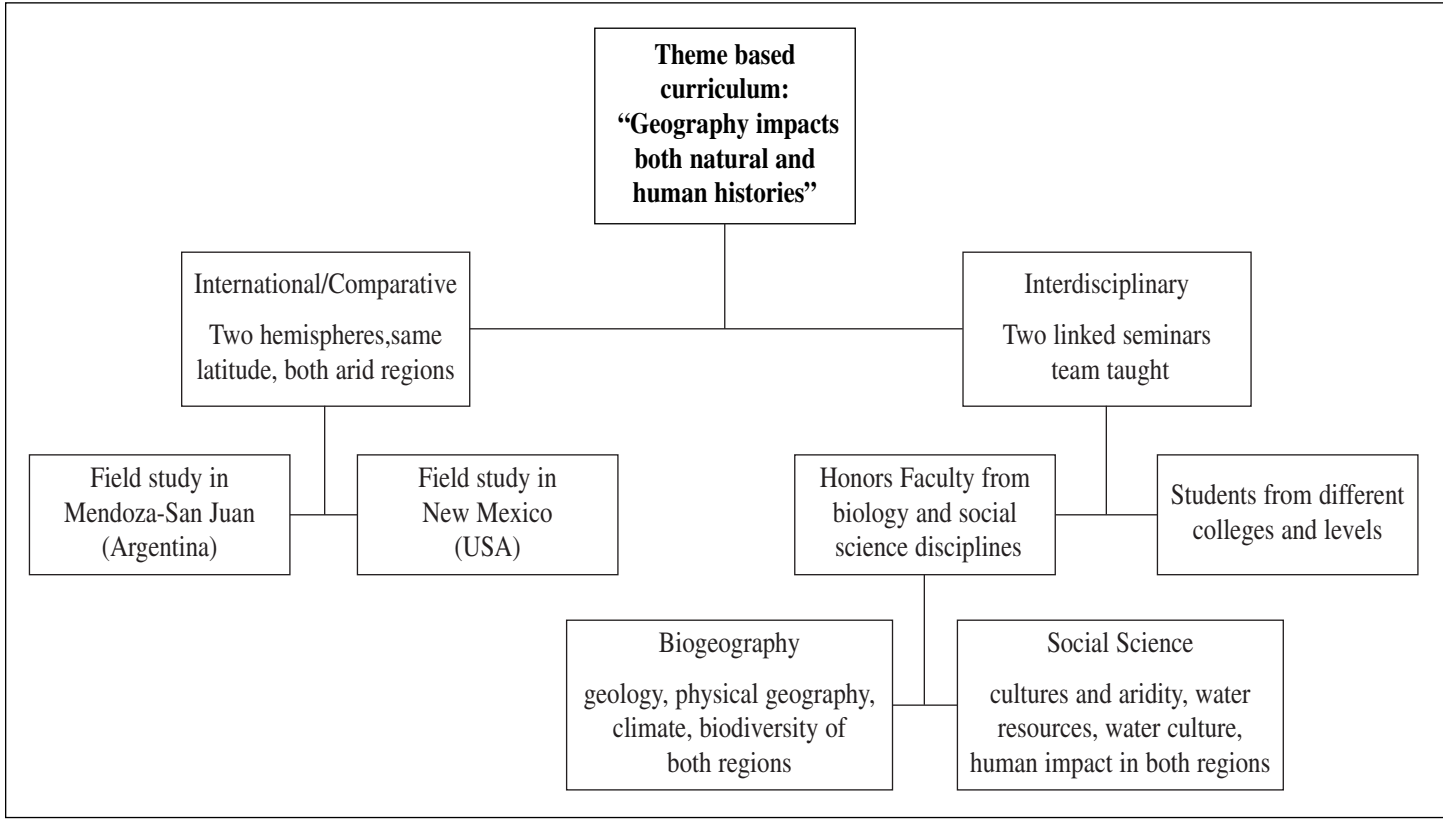 Theme based
curriculum:
“Geography impacts
both natural and
human histories”
International/Comparative
Two hemispheres,same
latitude, both arid regions
Interdisciplinary
Two linked seminars
team taught
Field study in
Mendoza-San Juan
(Argentina)
Field study in
New Mexico
(USA)
Honors Faculty from
biology and social
science disciplines
Students from different
colleges and levels
Biogeography
geology, physical geography,
climate, biodiversity of
both regions
Social Science
cultures and aridity, water
resources, water culture,
human impact in both regions